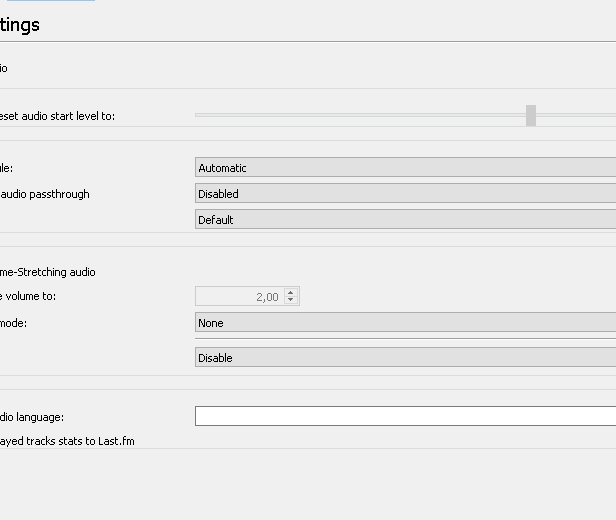 tings
io
eset audio start level to:
ule:
Automatic
audio passthrough
Disabled
Default
me-Stretching audio
e volume to:
2,00
mode:
None
Disable
dio language:
ayed tracks stats to Last.fm